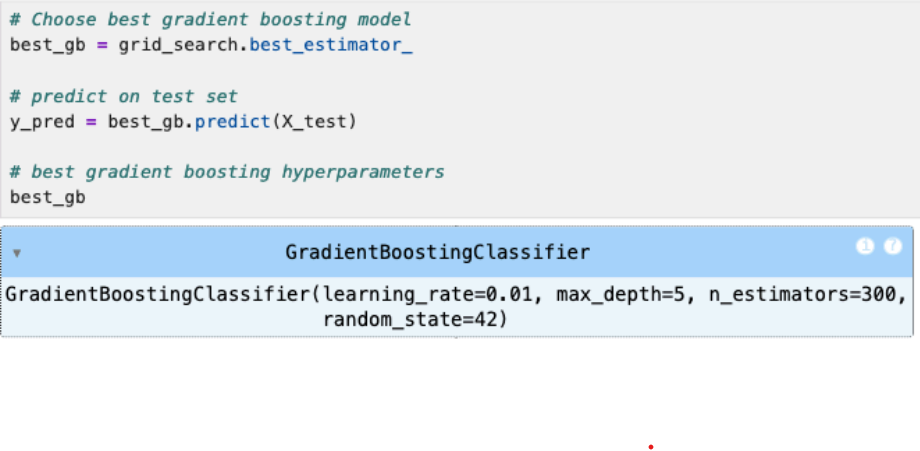 # Choose best gradient boosting model
best_gb = grid_search.best_estimator_
# predict on test set
y_pred = best_gb.predict(X_test)
# best gradient boosting hyperparameters
best_gb
▾ GradientBoostingClassifier i ?
GradientBoostingClassifier(learning_rate=0.01, max_depth=5, n_estimators=300,
random_state=42)